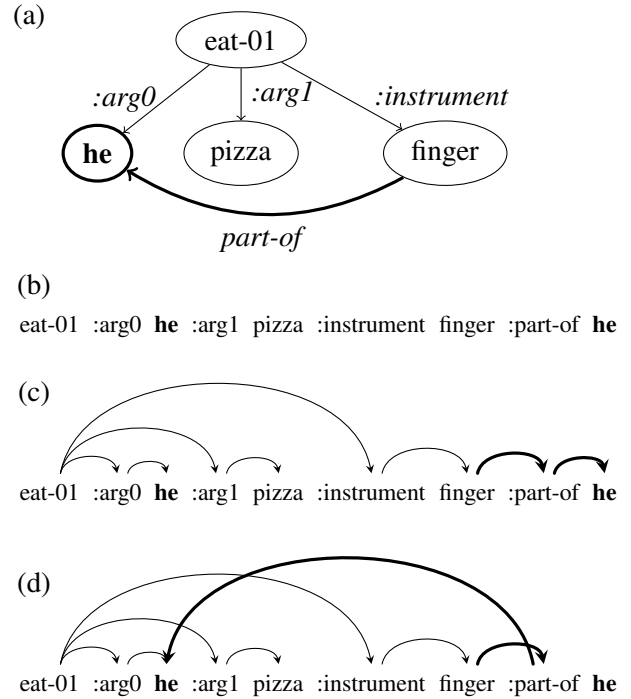 (a)
eat-01
:arg0 :arg1 :instrument
he pizza finger
part-of
(b)
eat-01 :arg0 he :arg1 pizza :instrument finger :part-of he
(c)
eat-01 :arg0 he :arg1 pizza :instrument finger :part-of he
(d)
eat-01 :arg0 he :arg1 pizza :instrument finger :part-of he